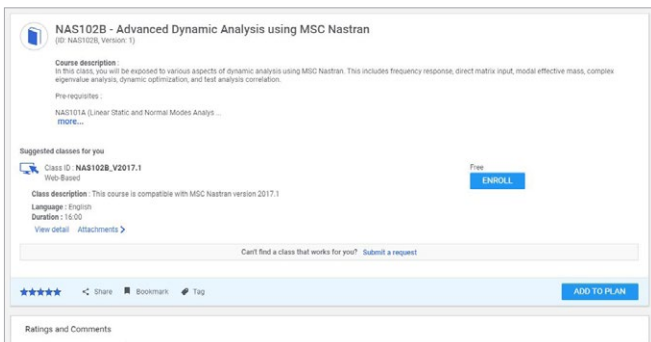 NAS102B - Advanced Dynamic Analysis using MSC Nastran
(ID: NAS102B, Version: 1)
Course description :
In this class, you will be exposed to various aspects of dynamic analysis using MSC Nastran. This includes frequency response, direct matrix input, modal effective mass, complex
eigenvalue analysis, dynamic optimization, and test analysis correlation.
Pre-requisites :
NAS101A (Linear Static and Normal Modes Analys ...
more...
Suggested classes for you
Class ID : NAS102B_V2017.1
Web-Based
Free
ENROLL
Class description : This course is compatible with MSC Nastran version 2017.1
Language : English
Duration : 16:00
View detail Attachments
Can't find a class that works for you? Submit a request
Share Bookmark Tag
ADD TO PLAN
Ratings and Comments